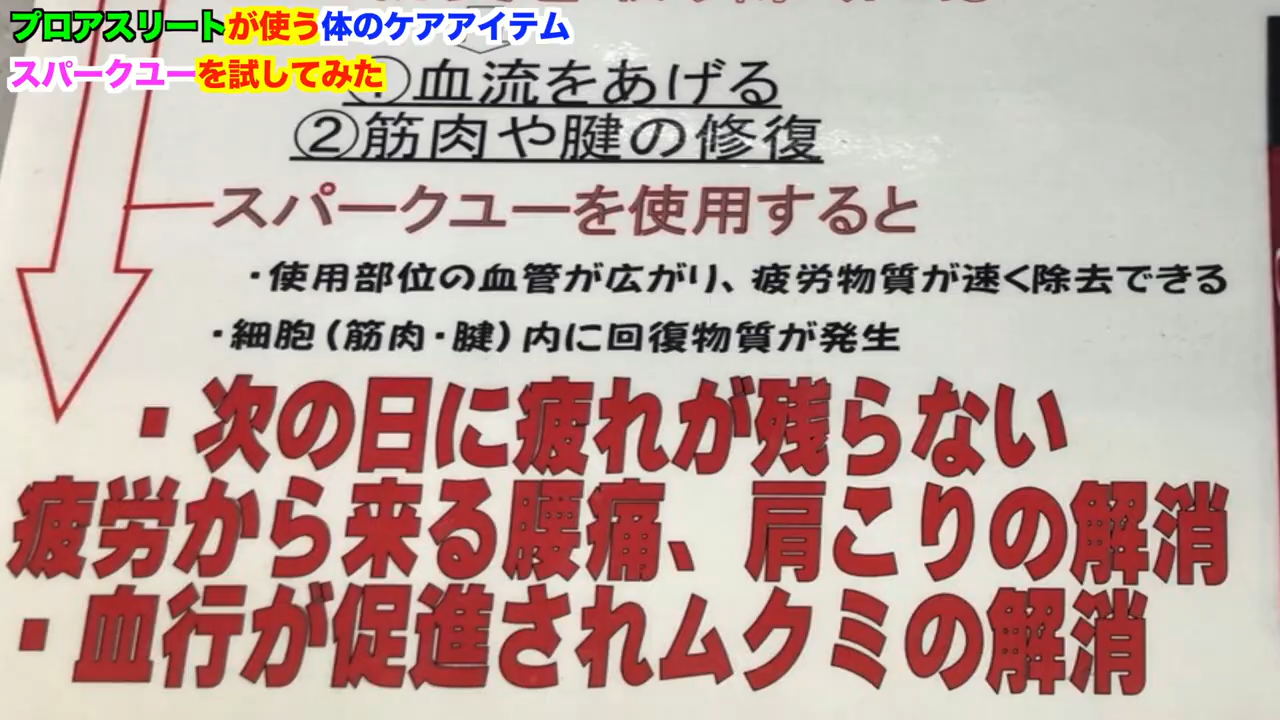 プロアスリートが使う体のケアアイテム
スパークユーを試してみた
①血流をあげる
②筋肉や腱の修復
スパークユーを使用すると
・使用部位の血管が広がり、疲労物質が速く除去できる
・細胞（筋肉・腱）内に回復物質が発生
・次の日に疲れが残らない
疲労から来る腰痛、肩こりの解消
・血行が促進されムクミの解消